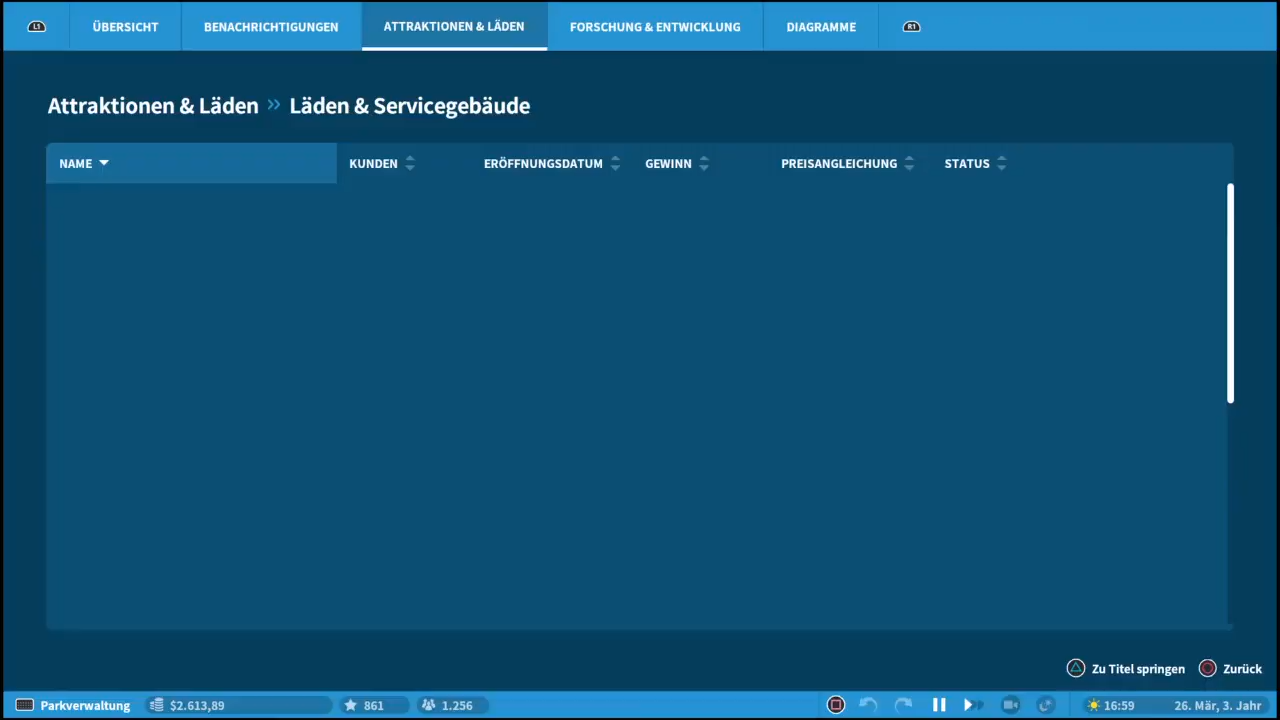 L1 ÜBERSICHT BENACHRICHTIGUNGEN ATTRAKTIONEN & LÄDEN FORSCHUNG & ENTWICKLUNG DIAGRAMME R1
Attraktionen & Läden » Läden & Servicegebäude
NAME KUNDEN ERÖFFNUNGSDATUM GEWINN PREISANGLEICHUNG STATUS
Zu Titel springen Zurück
Parkverwaltung $2.613,89 861 1.256 16:59 26. Mär, 3. Jahr